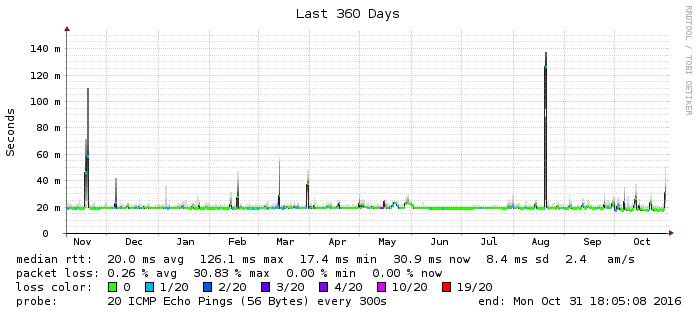 Last 360 Days
RRDTOOL / TOBI OETIKER
Seconds
140 m
120 m
100 m
80 m
60 m
40 m
20 m
0
Nov Dec Jan Feb Mar Apr May Jun Jul Aug Sep Oct
median rtt: 20.0 ms avg 126.1 ms max 17.4 ms min 30.9 ms now 8.4 ms sd 2.4 am/s
packet loss: 0.26 % avg 30.83 % max 0.00 % min 0.00 % now
loss color: 0 1/20 2/20 3/20 4/20 10/20 19/20
probe: 20 ICMP Echo Pings (56 Bytes) every 300s end: Mon Oct 31 18:05:08 2016